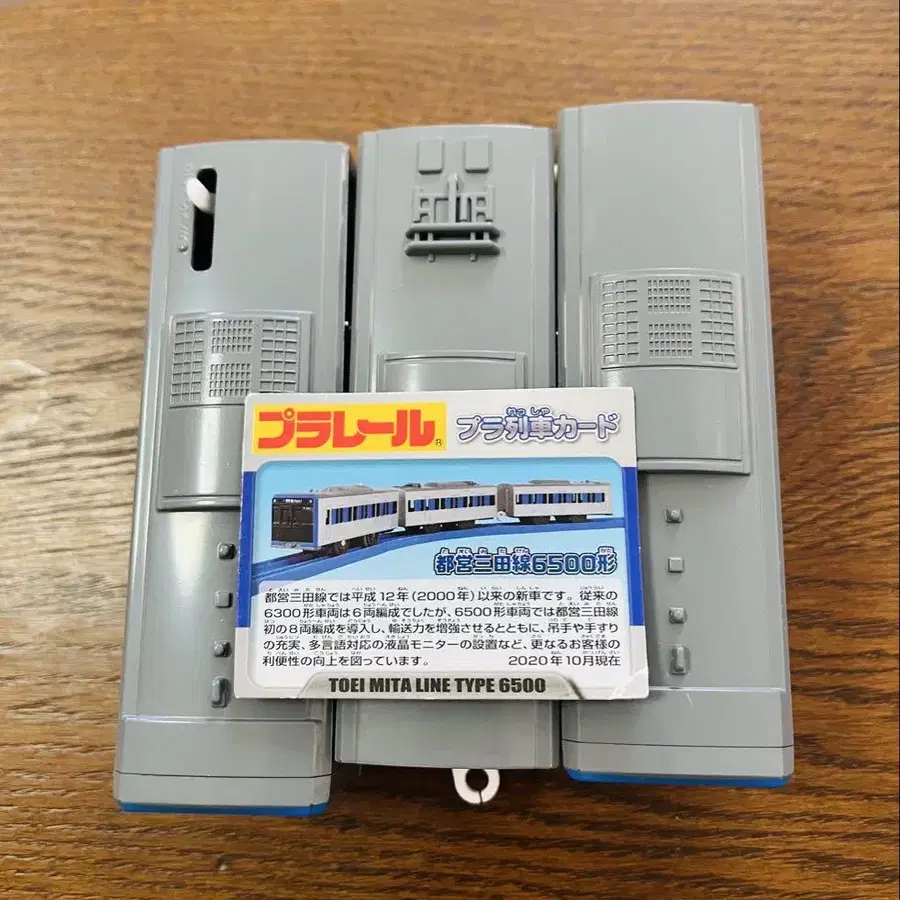 プラレール®
プラ列車カード
都営三田線6500形
都営三田線では平成12年(2000年)以来の新車です。従来の
6300形車両は6両編成でしたが、6500形車両では都営三田線
初の8両編成を導入し、輸送力を増強させるとともに、吊手や手すり
の充実、多言語対応の液晶モニターの設置など、更なるお客様の
利便性の向上を図っています。 2020年10月現在
TOEI MITA LINE TYPE 6500